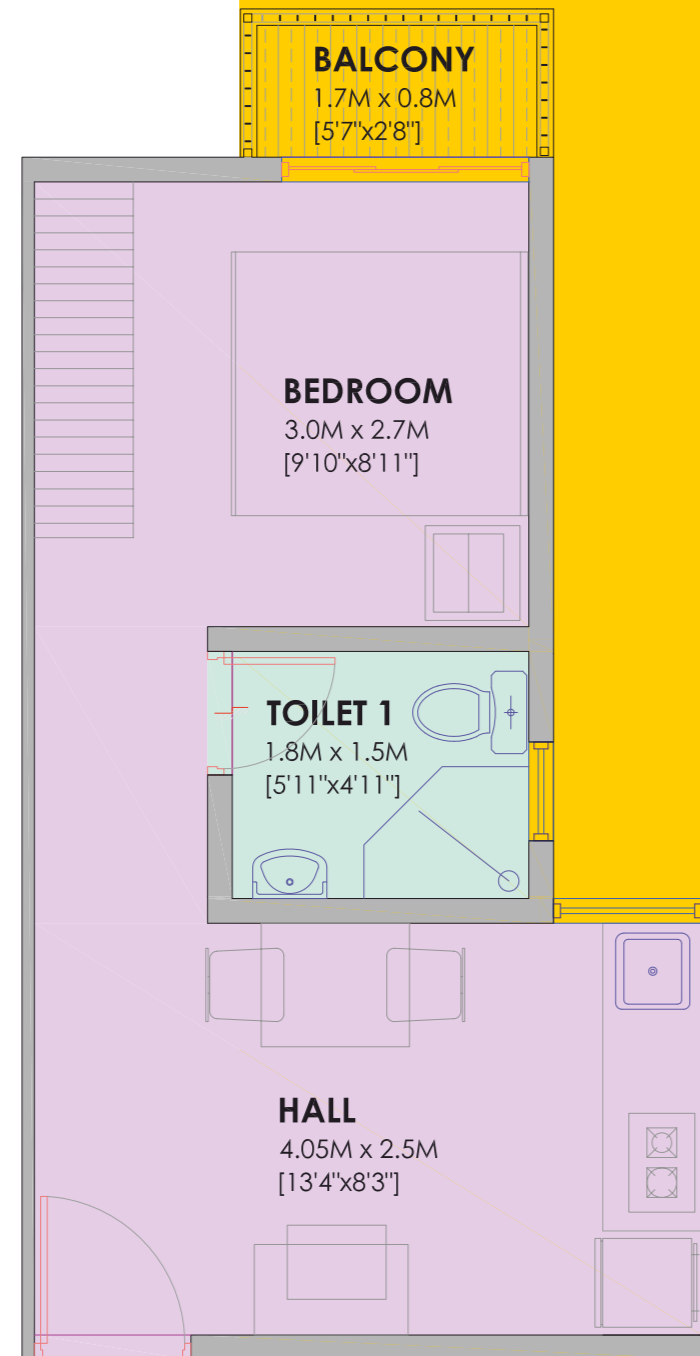 BALCONY
1.7M x 0.8M
[5'7"x2'8"]
BEDROOM
3.0M x 2.7M
[9'10"x8'11"]
TOILET 1
1.8M x 1.5M
[5'11"x4'11"]
HALL
4.05M x 2.5M
[13'4"x8'3"]